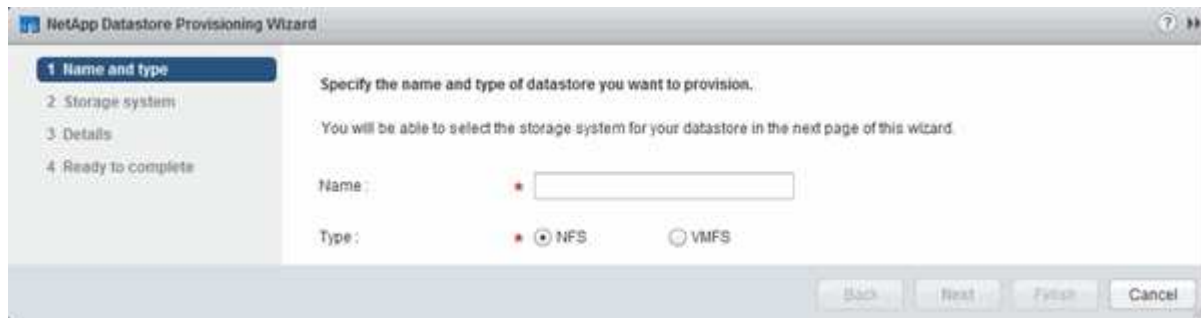 NetApp Datastore Provisioning Wizard
?
1 Name and type
2 Storage system
3 Details
4 Ready to complete
Specify the name and type of datastore you want to provision.
You will be able to select the storage system for your datastore in the next page of this wizard.
Name :
*
Type :
* NFS VMFS
Back Next Finish Cancel